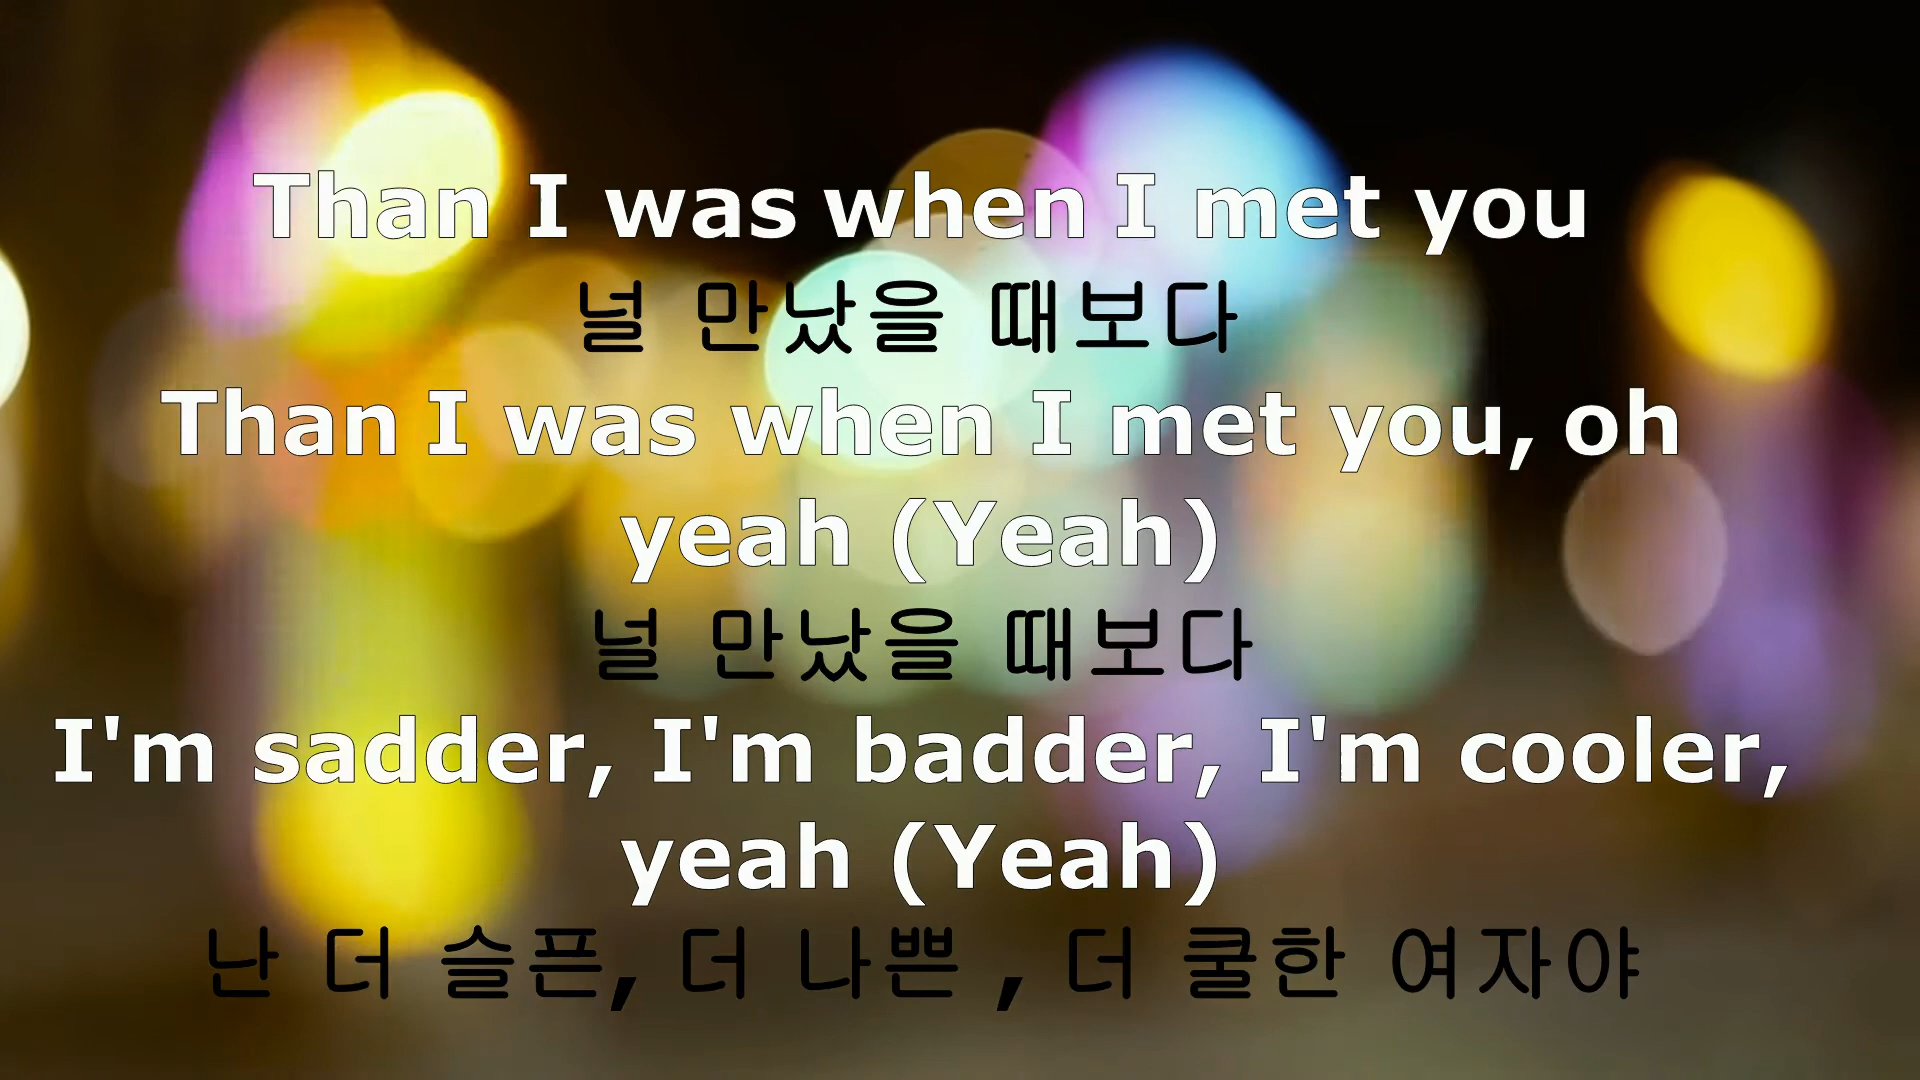 Than I was when I met you
널 만났을 때보다
Than I was when I met you, oh
yeah (Yeah)
널 만났을 때보다
I'm sadder, I'm badder, I'm cooler,
yeah (Yeah)
난 더 슬픈, 더 나쁜 , 더 쿨한 여자야